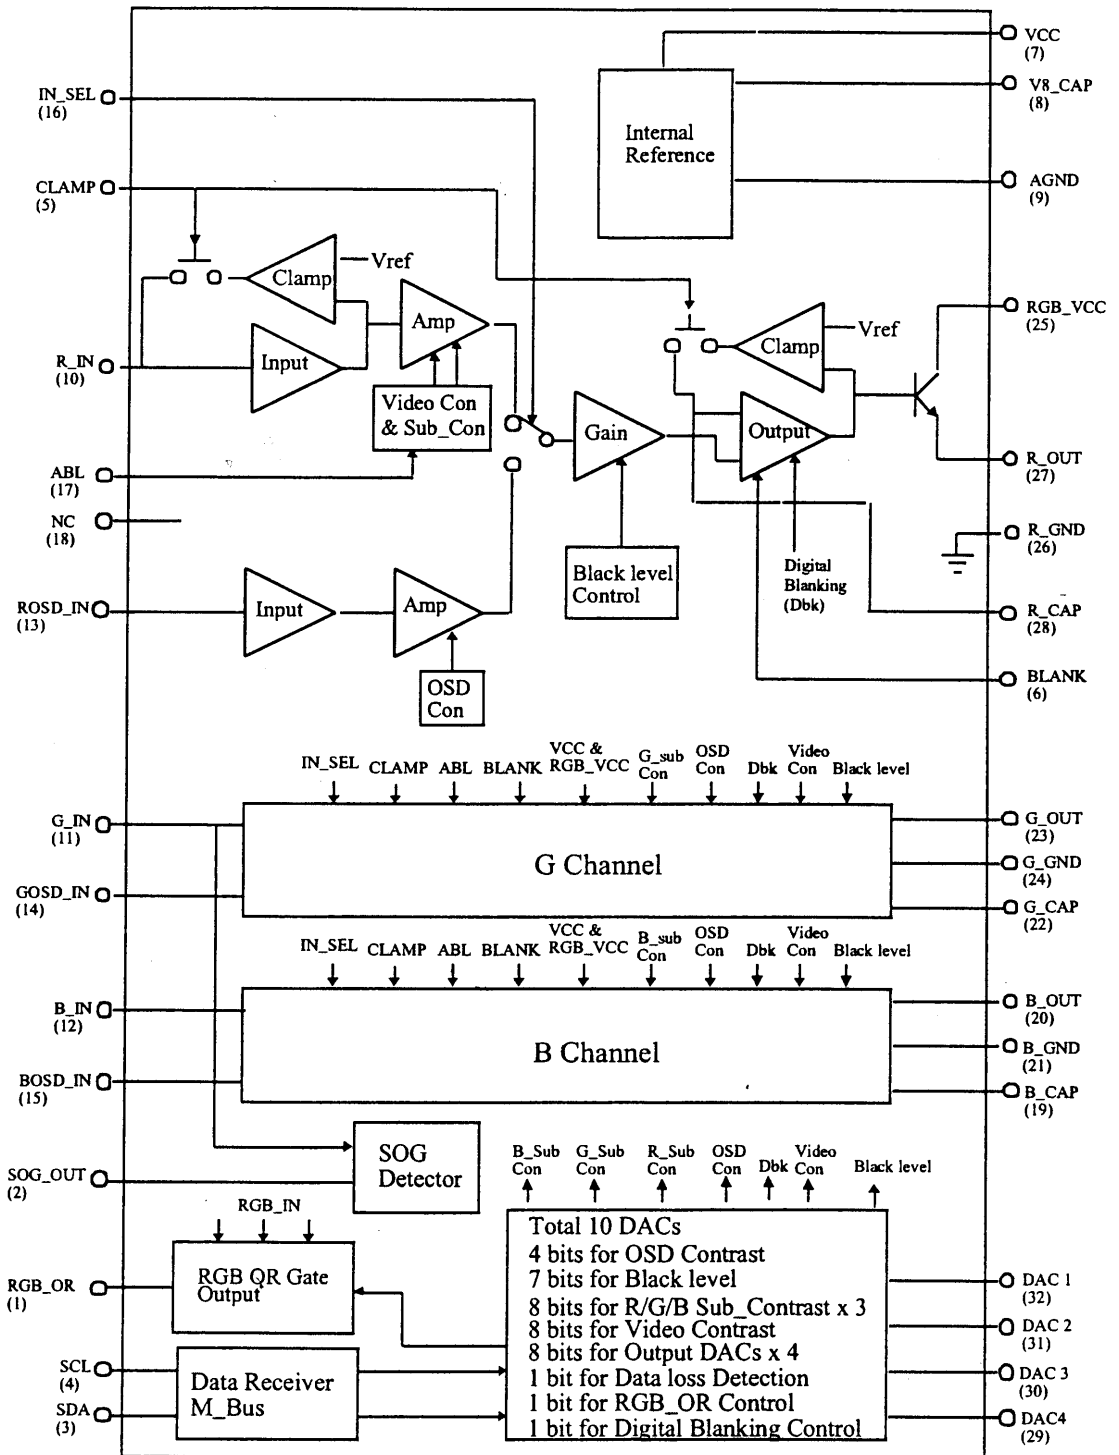 VCC
(7)
V8_CAP
(8)
IN_SEL
(16)
Internal
Reference
CLAMP
(5)
AGND
(9)
Clamp
Vref
Amp
RGB_VCC
(25)
Clamp
Vref
R_IN
(10)
Input
Video Con
& Sub_Con
Gain
Output
ABL
(17)
R_OUT
(27)
NC
(18)
R_GND
(26)
Black level
Control
Digital
Blanking
(Dbk)
ROSD_IN
(13)
Input
Amp
R_CAP
(28)
OSD
Con
BLANK
(6)
IN_SEL
CLAMP
ABL
BLANK
VCC &
RGB_VCC
G_sub
Con
OSD
Con
Dbk
Video
Con
Black level
G_IN
(11)
G_OUT
(23)
G Channel
G_GND
(24)
GOSD_IN
(14)
G_CAP
(22)
IN_SEL
CLAMP
ABL
BLANK
VCC &
RGB_VCC
B_sub
Con
OSD
Con
Dbk
Video
Con
Black level
B_IN
(12)
B_OUT
(20)
B Channel
B_GND
(21)
BOSD_IN
(15)
B_CAP
(19)
SOG
Detector
SOG_OUT
(2)
B_Sub
Con
G_Sub
Con
R_Sub
Con
OSD
Con
Dbk
Video
Con
Black level
RGB_IN
RGB OR Gate
Output
RGB_OR
(1)
Total 10 DACs
4 bits for OSD Contrast
7 bits for Black level
8 bits for R/G/B Sub_Contrast x 3
8 bits for Video Contrast
8 bits for Output DACs x 4
1 bit for Data loss Detection
1 bit for RGB_OR Control
1 bit for Digital Blanking Control
DAC 1
(32)
DAC 2
(31)
DAC 3
(30)
DAC4
(29)
SCL
(4)
SDA
(3)
Data Receiver
M_Bus